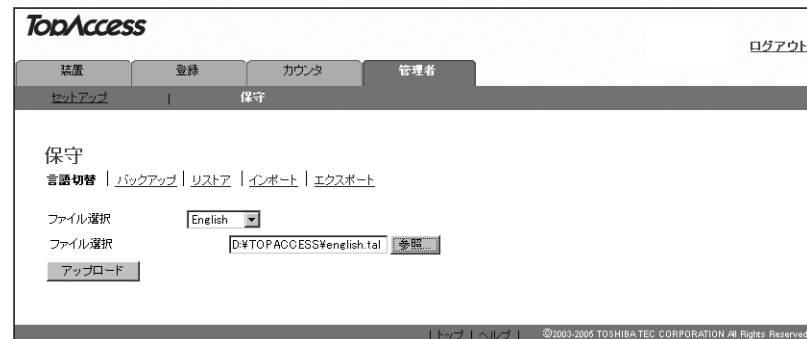 TopAccess
ログアウト
装置 登録 カウンタ 管理者
セットアップ | 保守
保守
言語切替 | バックアップ | リストア | インポート | エクスポート
ファイル選択 English
ファイル選択 D:¥TOPACCESS¥english.tal 参照...
アップロード
| トップ | ヘルプ | ©2003-2005 TOSHIBA TEC CORPORATION All Rights Reserved